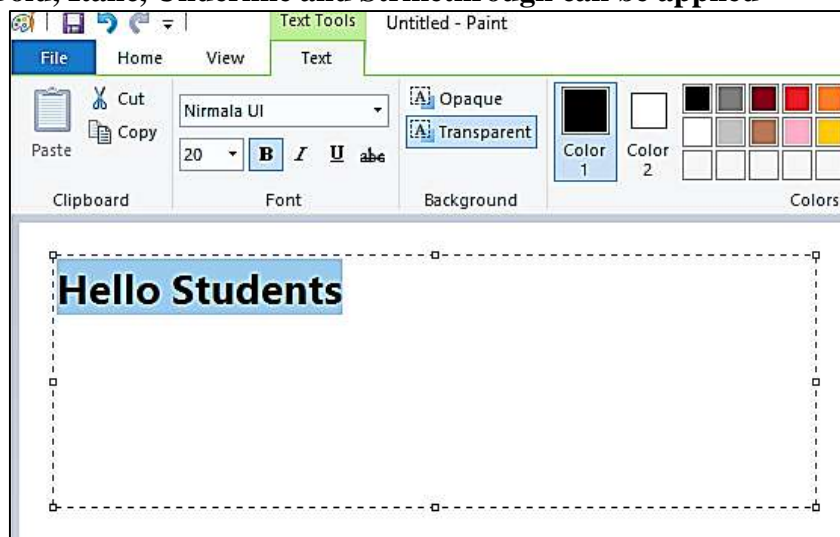 Bold, Italic, Underline and Strikethrough can be applied
Text Tools Untitled - Paint
File Home View Text
Cut
Copy
Paste
Clipboard
Nirmala UI
20 B I U abc
Font
Opaque
Transparent
Background
Color 1
Color 2
Colors
Hello Students